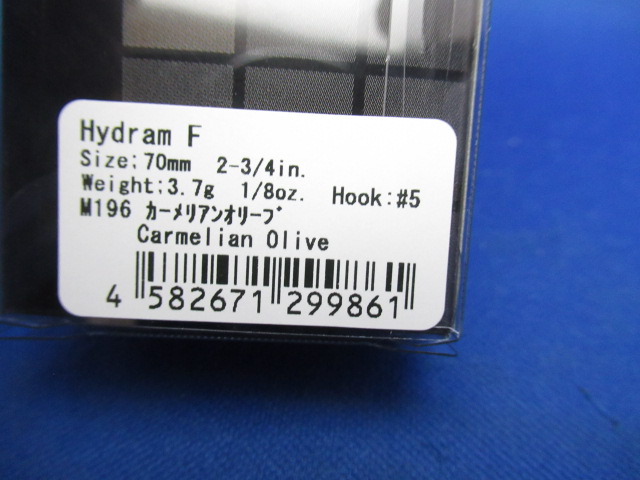 Hydram F
Size:70mm 2-3/4in.
Weight:3.7g 1/8oz. Hook:#5
M196 ｶｰﾒﾘｱﾝｵﾘｰﾌﾞ
Carmelian Olive
4 582671 299861